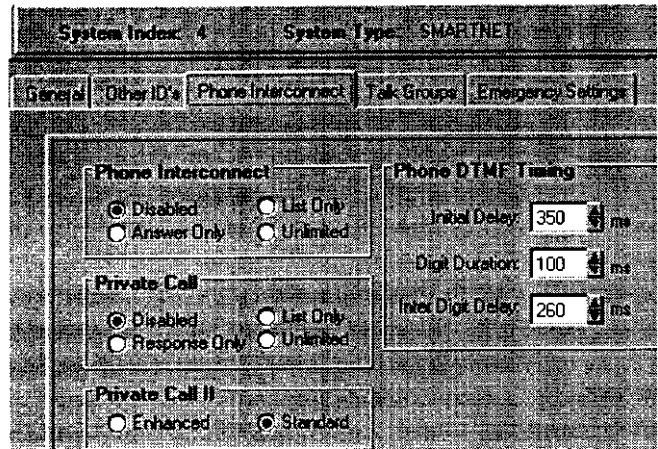 System Index: 4 System Type: SMARTNET
General Other ID's Phone Interconnect Talk Groups Emergency Settings
Phone Interconnect
Disabled List Only
Answer Only Unlimited
Private Call
Disabled List Only
Response Only Unlimited
Private Call II
Enhanced Standard
Phone DTMF Timing
Initial Delay: 350 ms
Digit Duration: 100 ms
Inter Digit Delay: 260 ms